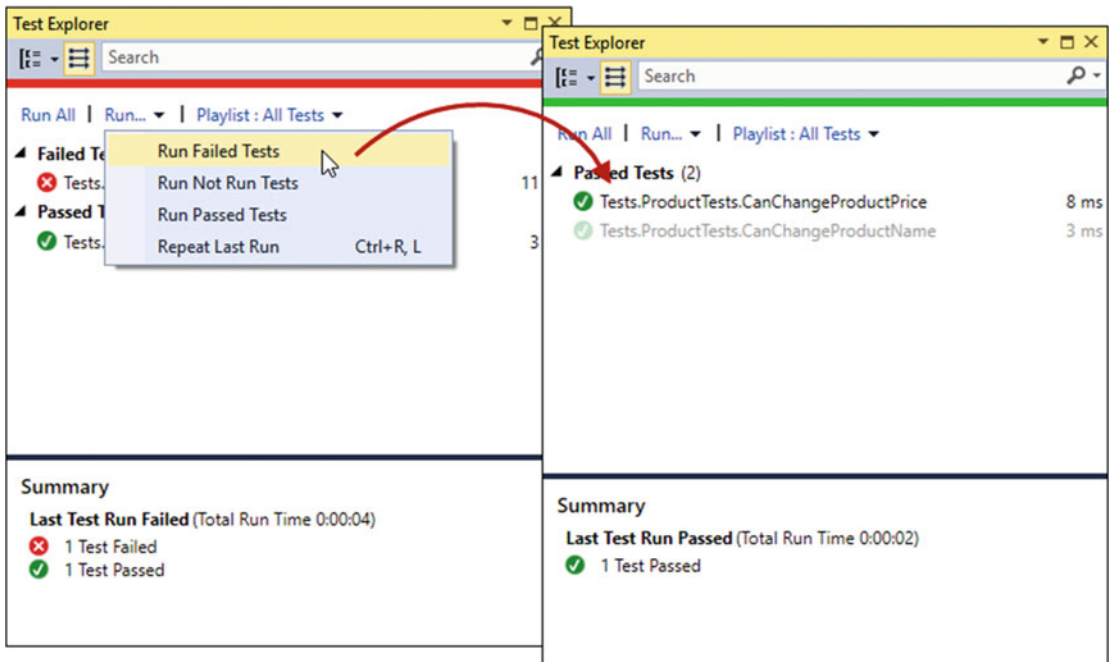 Test Explorer
Search
Run All | Run... | Playlist : All Tests
Failed
Run Failed Tests
Tests.
11
Run Not Run Tests
Passed
Run Passed Tests
Tests.
3
Repeat Last Run Ctrl+R, L
Summary
Last Test Run Failed (Total Run Time 0:00:04)
1 Test Failed
1 Test Passed
Test Explorer
Search
Run All | Run... | Playlist : All Tests
Passed Tests (2)
Tests.ProductTests.CanChangeProductPrice 8 ms
Tests.ProductTests.CanChangeProductName 3 ms
Summary
Last Test Run Passed (Total Run Time 0:00:02)
1 Test Passed